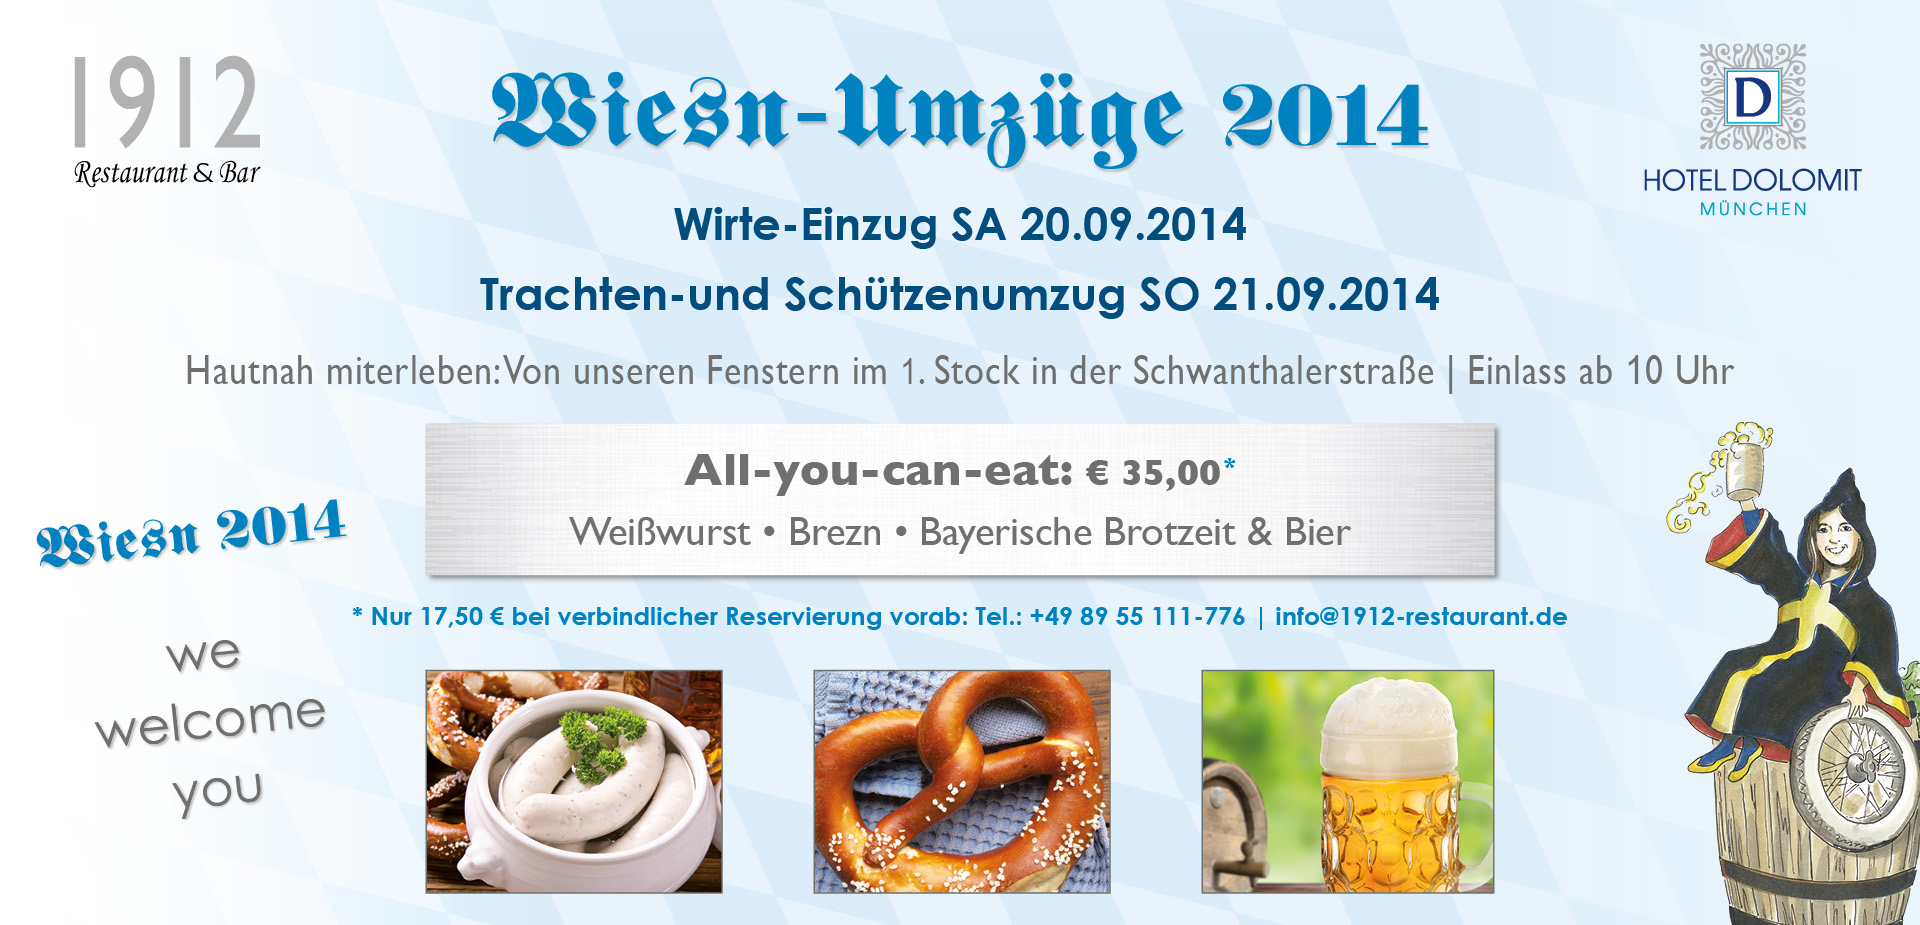 1912
Restaurant & Bar
Wiesn-Umzüge 2014
D
HOTEL DOLOMIT
MÜNCHEN
Wirte-Einzug SA 20.09.2014
Trachten-und Schützenumzug SO 21.09.2014
Hautnah miterleben: Von unseren Fenstern im 1. Stock in der Schwanthalerstraße | Einlass ab 10 Uhr
All-you-can-eat: € 35,00*
Weißwurst • Brezn • Bayerische Brotzeit & Bier
Wiesn 2014
* Nur 17,50 € bei verbindlicher Reservierung vorab: Tel.: +49 89 55 111-776 | info@1912-restaurant.de
we
welcome
you